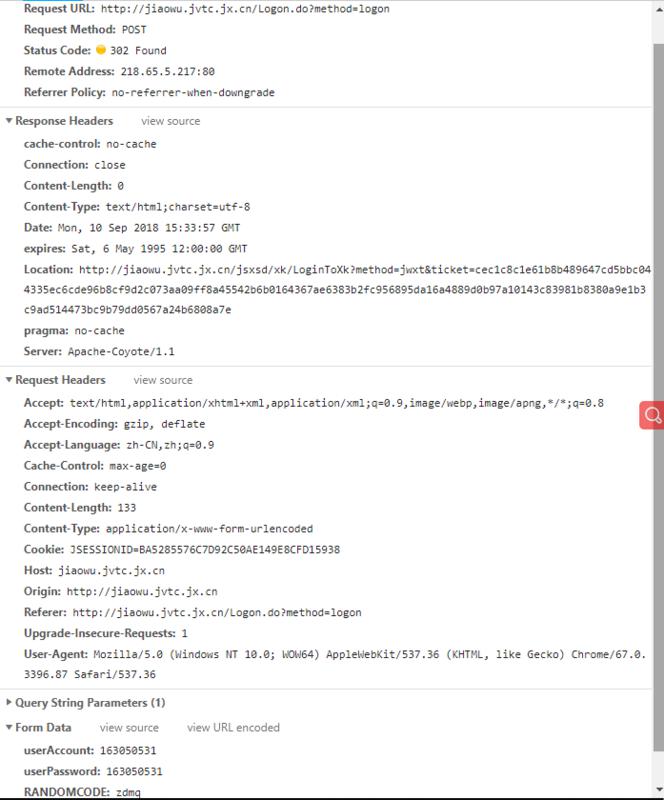 Request URL: http://jiaowu.jvtc.jx.cn/Logon.do?method=logon
Request Method: POST
Status Code: 302 Found
Remote Address: 218.65.5.217:80
Referrer Policy: no-referrer-when-downgrade
Response Headers view source
cache-control: no-cache
Connection: close
Content-Length: 0
Content-Type: text/html;charset=utf-8
Date: Mon, 10 Sep 2018 15:33:57 GMT
expires: Sat, 6 May 1995 12:00:00 GMT
Location: http://jiaowu.jvtc.jx.cn/jsxsd/xk/LoginToXk?method=jwxt&ticket=cec1c8c1e61b8b489647cd5bbc04
4335ec6cde96b8cf9d2c073aa09ff8a45542b6b0164367ae6383b2fc956895da16a4889d0b97a10143c83981b8380a9e1b3
c9ad514473bc9b79dd0567a24b6808a7e
pragma: no-cache
Server: Apache-Coyote/1.1
Request Headers view source
Accept: text/html,application/xhtml+xml,application/xml;q=0.9,image/webp,image/apng,*/*;q=0.8
Accept-Encoding: gzip, deflate
Accept-Language: zh-CN,zh;q=0.9
Cache-Control: max-age=0
Connection: keep-alive
Content-Length: 133
Content-Type: application/x-www-form-urlencoded
Cookie: JSESSIONID=BA5285576C7D92C50AE149E8CFD15938
Host: jiaowu.jvtc.jx.cn
Origin: http://jiaowu.jvtc.jx.cn
Referer: http://jiaowu.jvtc.jx.cn/Logon.do?method=logon
Upgrade-Insecure-Requests: 1
User-Agent: Mozilla/5.0 (Windows NT 10.0; WOW64) AppleWebKit/537.36 (KHTML, like Gecko) Chrome/67.0.
3396.87 Safari/537.36
Query String Parameters (1)
Form Data view source view URL encoded
userAccount: 163050531
userPassword: 163050531
RANDOMCODE: zdmq